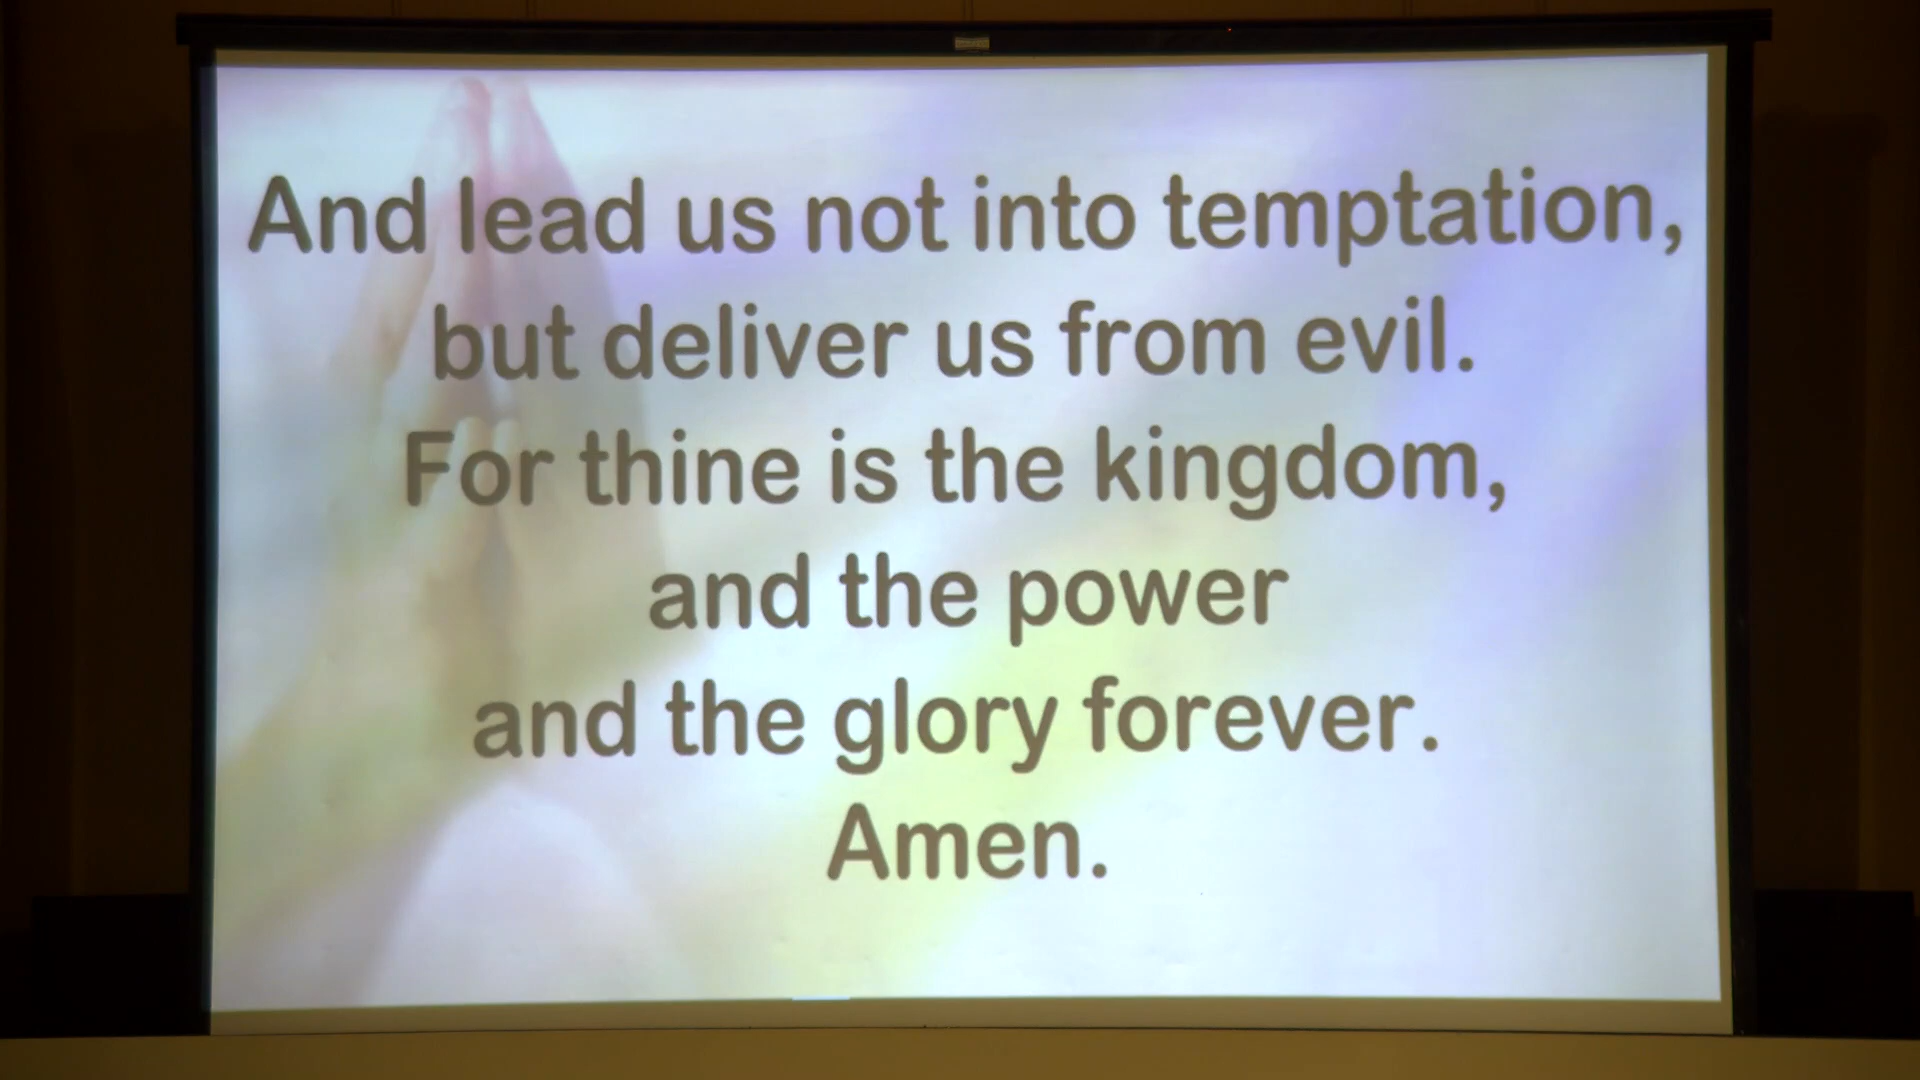 And lead us not into temptation,
but deliver us from evil.
For thine is the kingdom,
and the power
and the glory forever.
Amen.